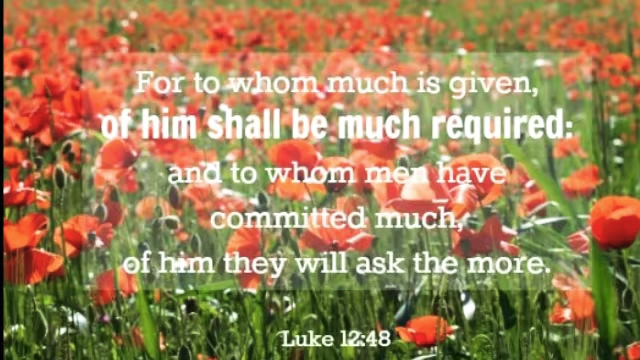 For to whom much is given,
of him shall be much required:
and to whom men have
committed much,
of him they will ask the more.
Luke 12:48